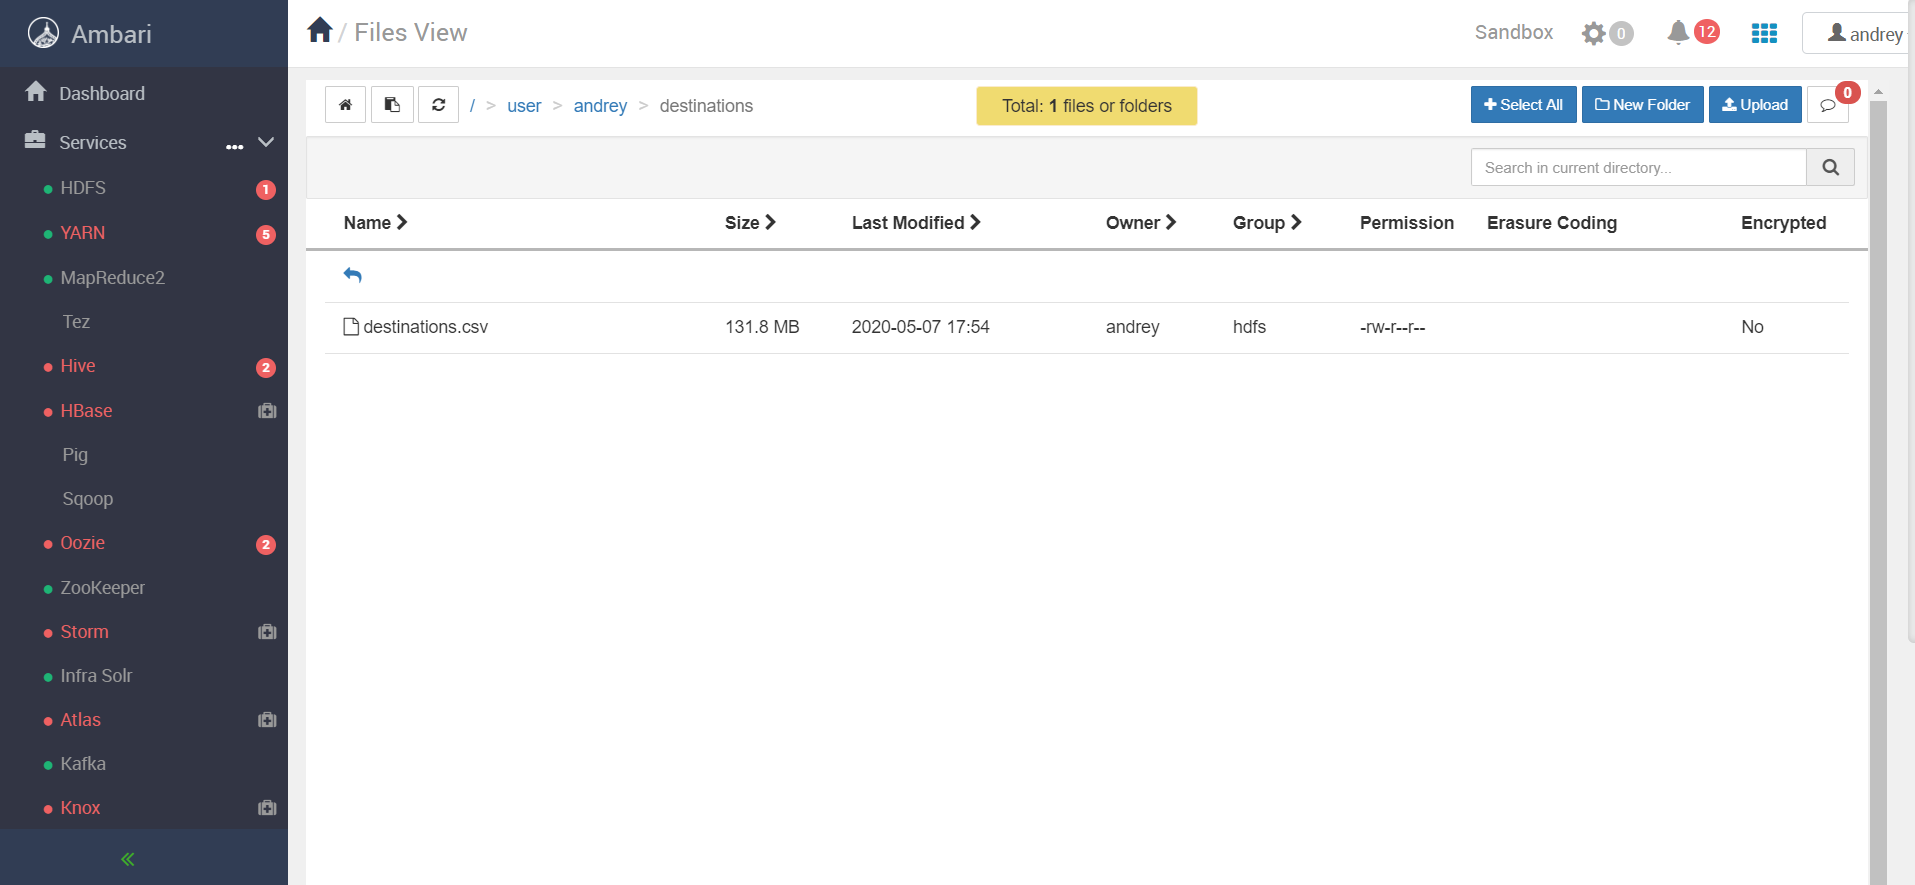 Ambari
/ Files View
Sandbox
0
12
andrey
Dashboard
Services
HDFS
1
YARN
5
MapReduce2
Tez
Hive
2
HBase
Pig
Sqoop
Oozie
2
ZooKeeper
Storm
Infra Solr
Atlas
Kafka
Knox
/ > user > andrey > destinations
Total: 1 files or folders
Select All
New Folder
Upload
0
Search in current directory...
Name Size Last Modified Owner Group Permission Erasure Coding Encrypted
destinations.csv 131.8 MB 2020-05-07 17:54 andrey hdfs -rw-r--r-- No